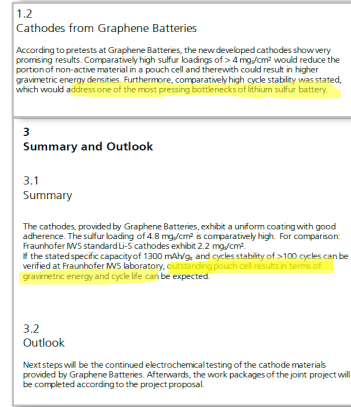 1.2
Cathodes from Graphene Batteries
According to pretests at Graphene Batteries, the new developed cathodes show very
promising results. Comparatively high sulfur loadings of > 4 mgₛ/cm² would reduce the
portion of non-active material in a pouch cell and therewith could result in higher
gravimetric energy densities. Furthermore, comparatively high cycle stability was stated,
which would address one of the most pressing bottlenecks of lithium sulfur battery.
3
Summary and Outlook
3.1
Summary
The cathodes, provided by Graphene Batteries, exhibit a uniform coating with good
adherence. The sulfur loading of 4.8 mgₛ/cm² is comparatively high. For comparison:
Fraunhofer IWS standard Li-S cathodes exhibit 2.2 mgₛ/cm².
If the stated specific capacity of 1300 mAh/gₛ and cycles stability of >100 cycles can be
verified at Fraunhofer IWS laboratory, outstanding pouch cell results in terms of
gravimetric energy and cycle life can be expected.
3.2
Outlook
Next steps will be the continued electrochemical testing of the cathode materials
provided by Graphene Batteries. Afterwards, the work packages of the joint project will
be completed according to the project proposal.